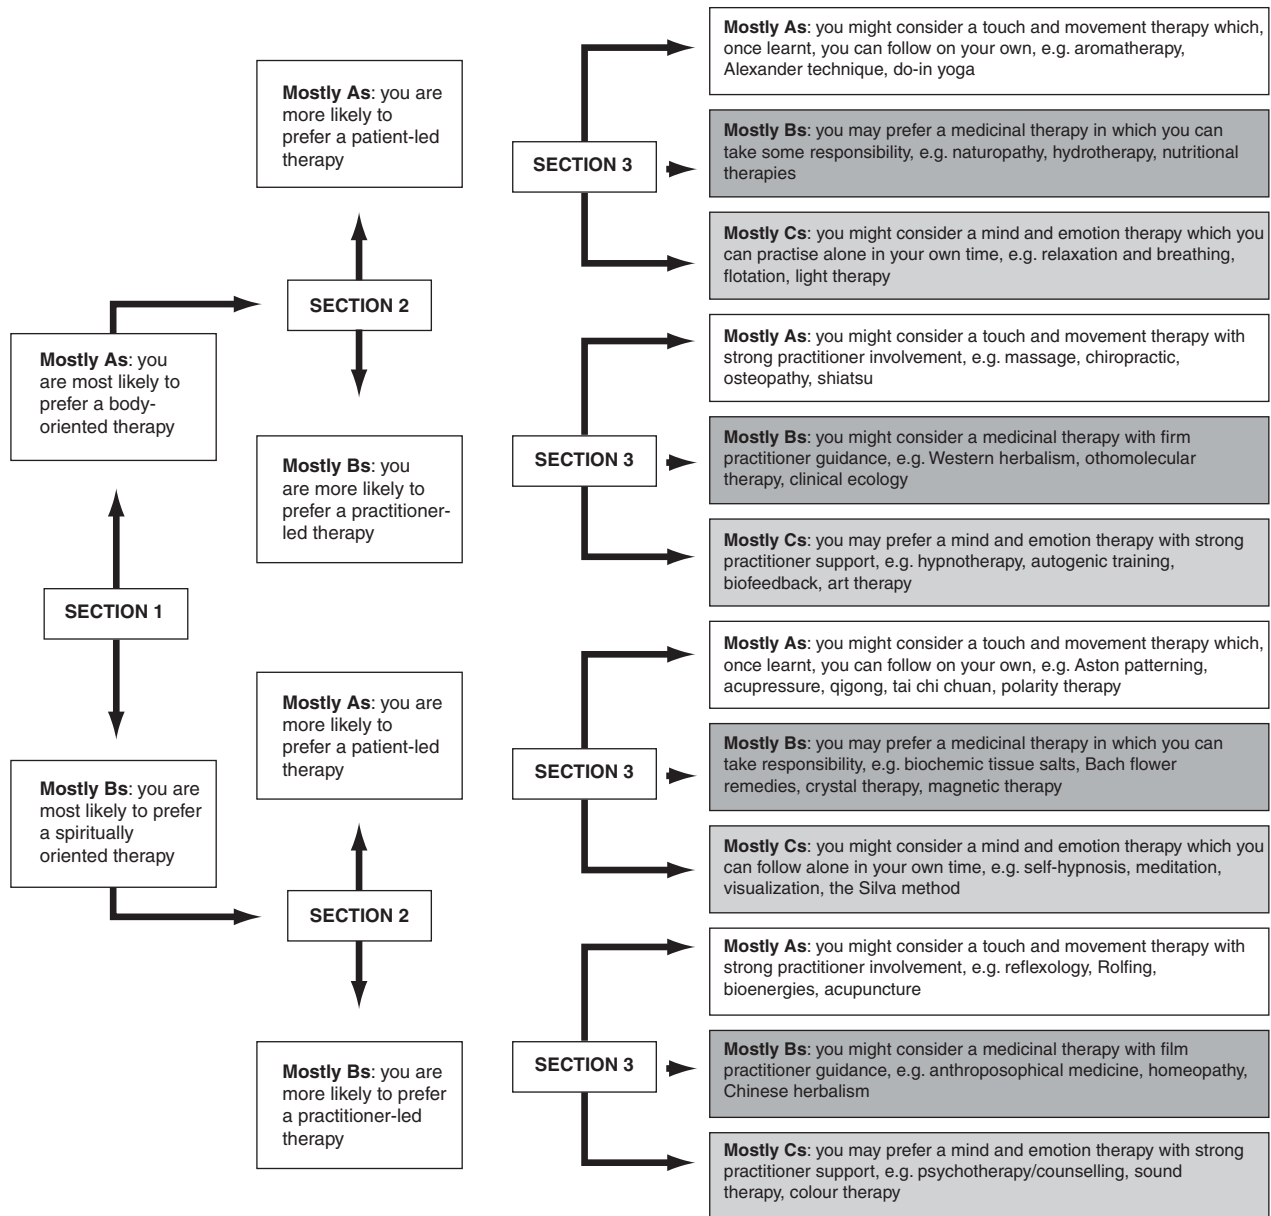 Mostly As: you might consider a touch and movement therapy which,
once learnt, you can follow on your own, e.g. aromatherapy,
Alexander technique, do-in yoga
Mostly As: you are
more likely to
prefer a patient-led
therapy
SECTION 3
Mostly Bs: you may prefer a medicinal therapy in which you can
take some responsibility, e.g. naturopathy, hydrotherapy, nutritional
therapies
Mostly Cs: you might consider a mind and emotion therapy which you
can practise alone in your own time, e.g. relaxation and breathing,
flotation, light therapy
SECTION 2
Mostly As: you
are most likely to
prefer a body-
oriented therapy
Mostly As: you might consider a touch and movement therapy with
strong practitioner involvement, e.g. massage, chiropractic,
osteopathy, shiatsu
Mostly Bs: you
are more likely to
prefer a practitioner-
led therapy
SECTION 3
Mostly Bs: you might consider a medicinal therapy with firm
practitioner guidance, e.g. Western herbalism, othomolecular
therapy, clinical ecology
Mostly Cs: you may prefer a mind and emotion therapy with strong
practitioner support, e.g. hypnotherapy, autogenic training,
biofeedback, art therapy
SECTION 1
Mostly As: you might consider a touch and movement therapy which,
once learnt, you can follow on your own, e.g. Aston patterning,
acupressure, qigong, tai chi chuan, polarity therapy
Mostly As: you are
more likely to
prefer a patient-led
therapy
SECTION 3
Mostly Bs: you may prefer a medicinal therapy in which you can
take responsibility, e.g. biochemic tissue salts, Bach flower
remedies, crystal therapy, magnetic therapy
Mostly Bs: you are
most likely to prefer
a spiritually
oriented therapy
Mostly Cs: you might consider a mind and emotion therapy which you
can follow alone in your own time, e.g. self-hypnosis, meditation,
visualization, the Silva method
SECTION 2
Mostly As: you might consider a touch and movement therapy with
strong practitioner involvement, e.g. reflexology, Rolfing,
bioenergies, acupuncture
Mostly Bs: you are
more likely to prefer
a practitioner-led
therapy
SECTION 3
Mostly Bs: you might consider a medicinal therapy with film
practitioner guidance, e.g. anthroposophical medicine, homeopathy,
Chinese herbalism
Mostly Cs: you may prefer a mind and emotion therapy with strong
practitioner support, e.g. psychotherapy/counselling, sound
therapy, colour therapy